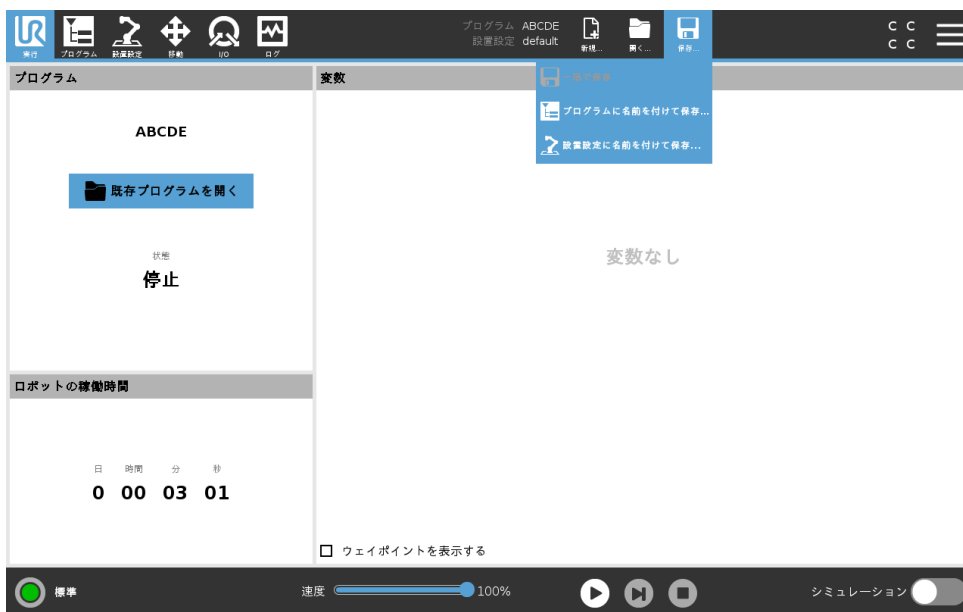 プログラム ABCDE
設置設定 default
C C
C C
実行 プログラム 設置設定 移動 I/O ログ
新規... 開く... 保存...
プログラム
変数
プログラムに名前を付けて保存...
設置設定に名前を付けて保存...
ABCDE
既存プログラムを開く
状態
停止
変数なし
ロボットの稼働時間
日 時間 分 秒
0 00 03 01
ウェイポイントを表示する
標準
速度 100%
シミュレーション